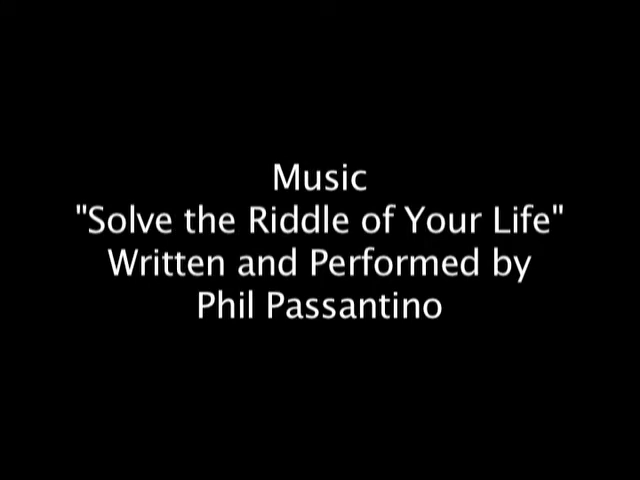 Music
"Solve the Riddle of Your Life"
Written and Performed by
Phil Passantino